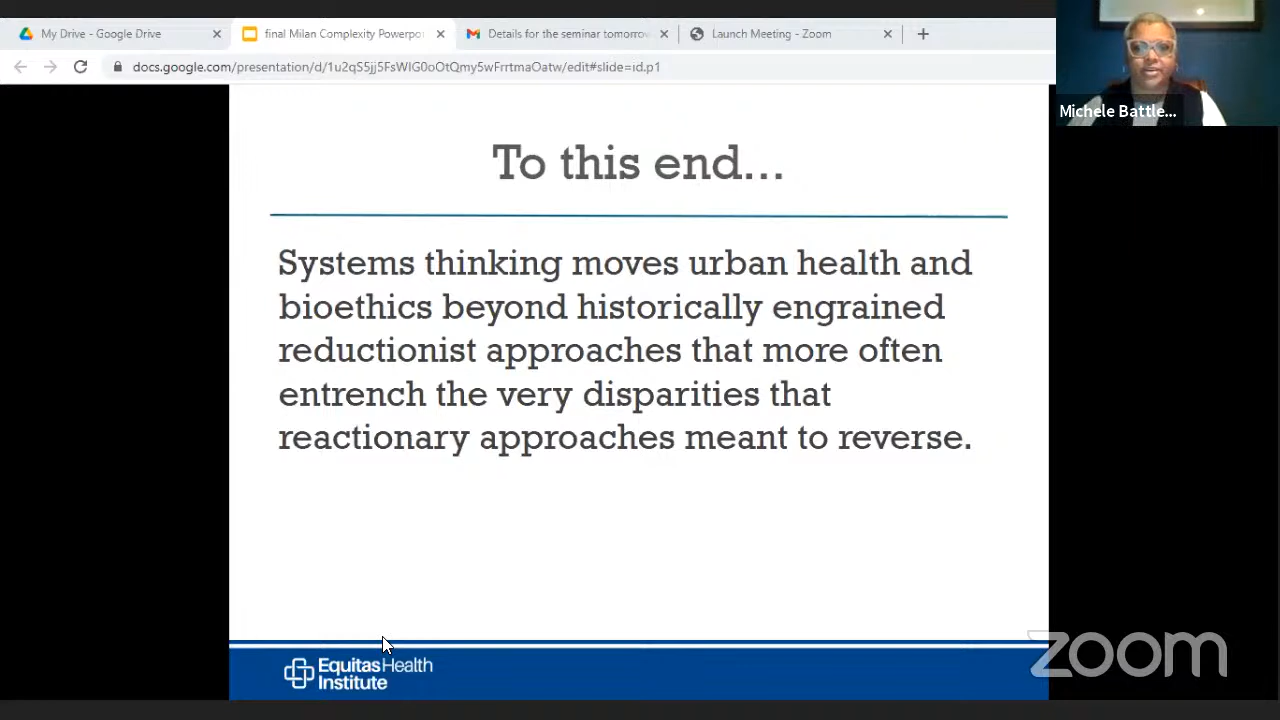 My Drive - Google Drive
final Milan Complexity Powerpo
Details for the seminar tomorrow
Launch Meeting - Zoom
docs.google.com/presentation/d/1u2qS5jj5FsWIG0oOtQmy5wFrrtmaOatw/edit#slide=id.p1
Michele Battle...
To this end...
Systems thinking moves urban health and
bioethics beyond historically engrained
reductionist approaches that more often
entrench the very disparities that
reactionary approaches meant to reverse.
EquitasHealth
Institute
zoom